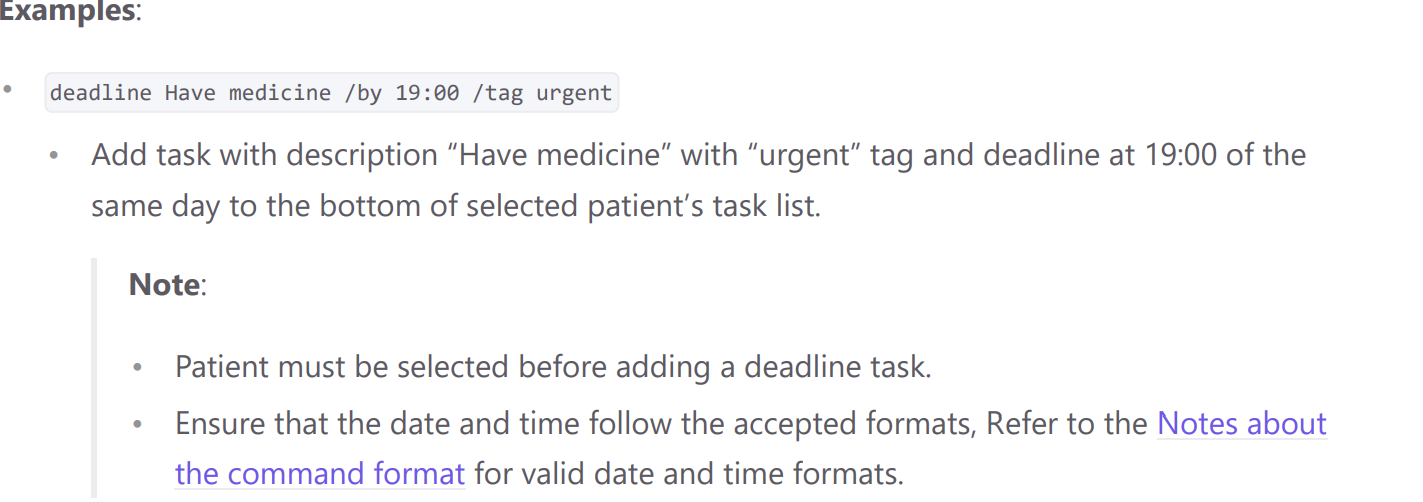 Examples:
deadline Have medicine /by 19:00 /tag urgent
Add task with description “Have medicine” with “urgent” tag and deadline at 19:00 of the
same day to the bottom of selected patient’s task list.
Note:
Patient must be selected before adding a deadline task.
Ensure that the date and time follow the accepted formats, Refer to the Notes about
the command format for valid date and time formats.